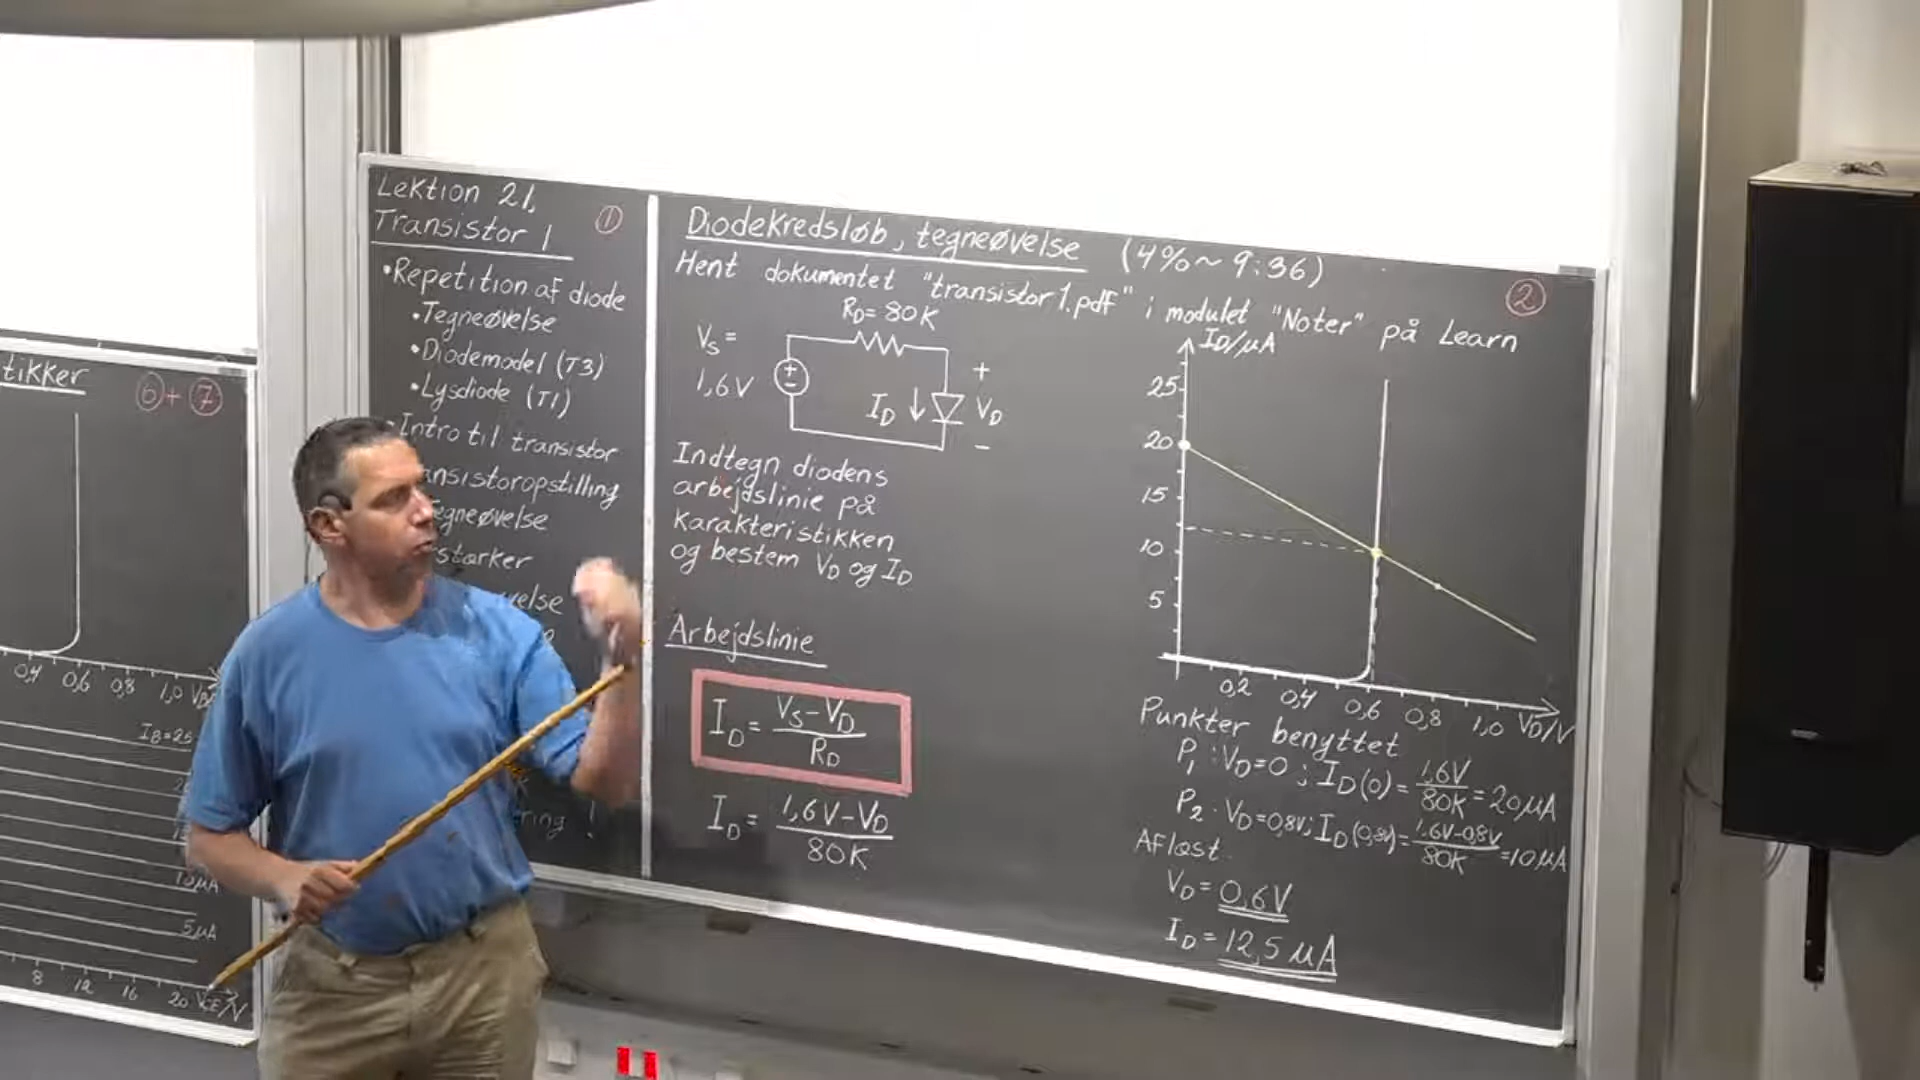 tikker
6 + 7
0,4 0,6 0,8 1,0
5µA
8 12 16 20 VCE/V
Lektion 21,
Transistor 1
1
•Repetition af diode
•Tegneøvelse
•Diodemodel (T3)
•Lysdiode (T1)
•Intro til transistor
ansistoropstilling
egneøvelse
stærker
velse
ering !
Diodekredsløb, tegneøvelse (4% ~ 9:36)
2
Hent dokumentet "transistor1.pdf" i modulet "Noter" på Learn
RD = 80K
VS =
1,6V
+
-
ID ↓
+
VD
-
Indtegn diodens
arbejdslinie på
karakteristikken
og bestem VD og ID
Arbejdslinie
ID = (VS-VD)/RD
ID = (1,6V-VD)/80K
ID/µA
25
20
15
10
5
0,2 0,4 0,6 0,8 1,0 VD/V
Punkter benyttet
P1: VD=0; ID(0) = 1,6V/80K = 20µA
P2: VD=0,8V; ID(0,8V) = (1,6V-0,8V)/80K = 10µA
Aflæst:
VD = 0,6V
ID = 12,5 µA